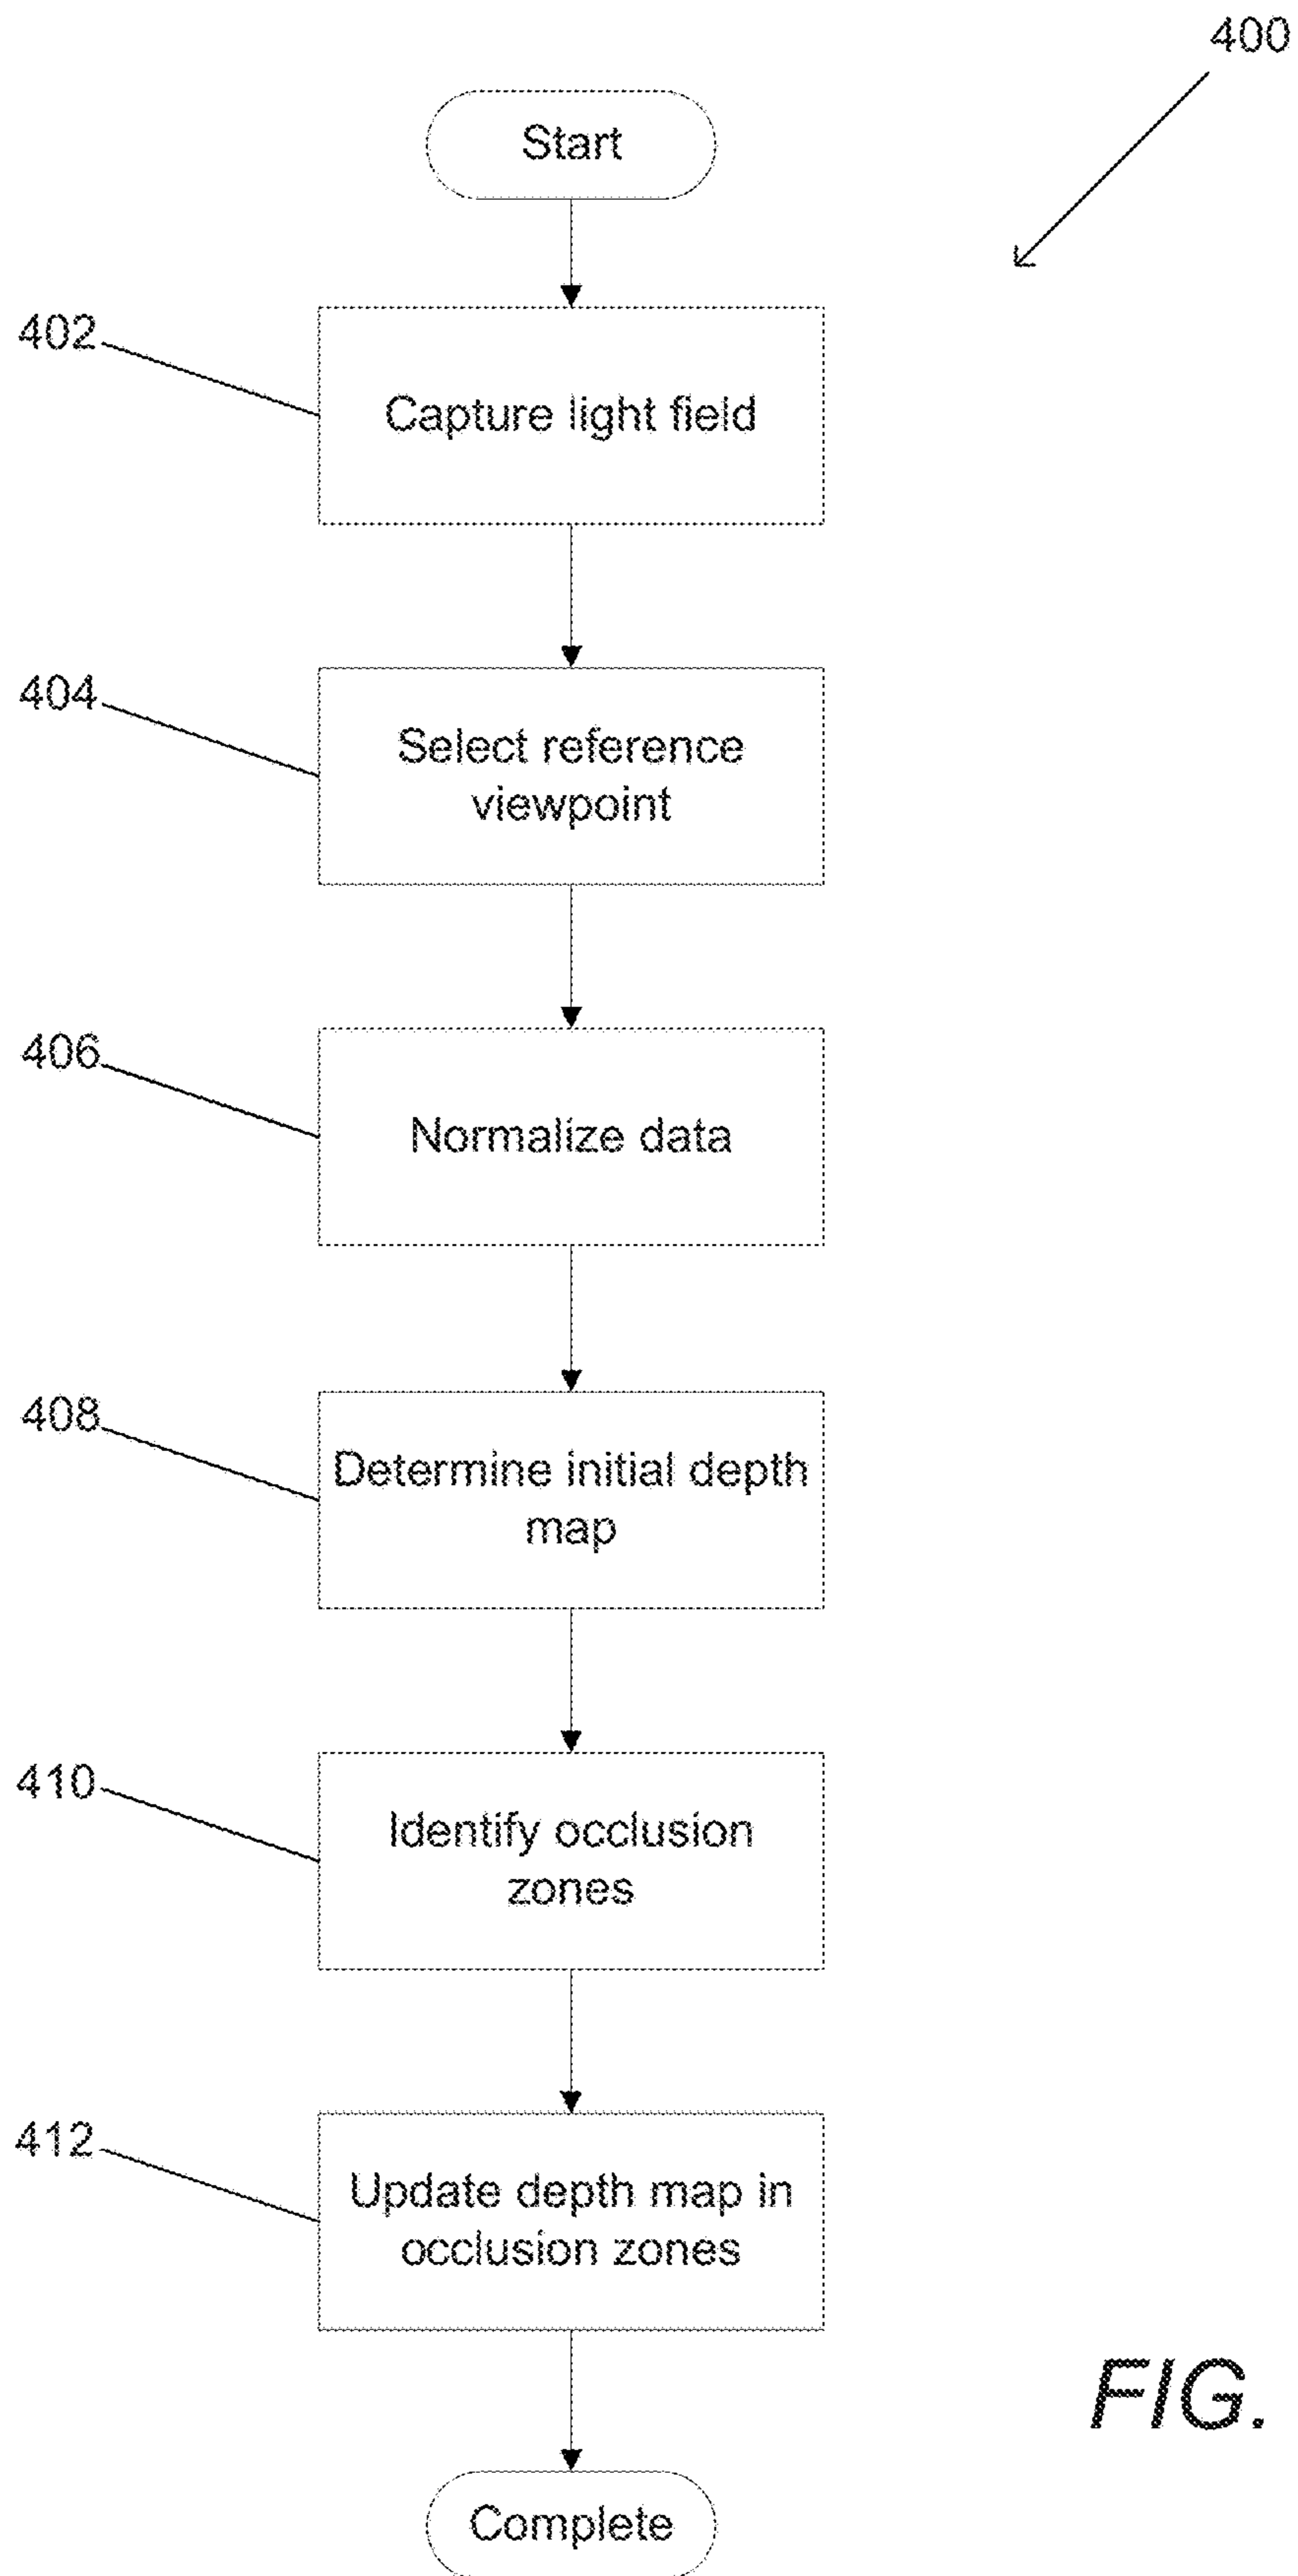 400
Start
402
Capture light field
404
Select reference
viewpoint
406
Normalize data
408
Determine initial depth
map
410
Identify occlusion
zones
412
Update depth map in
occlusion zones
FIG.
Complete